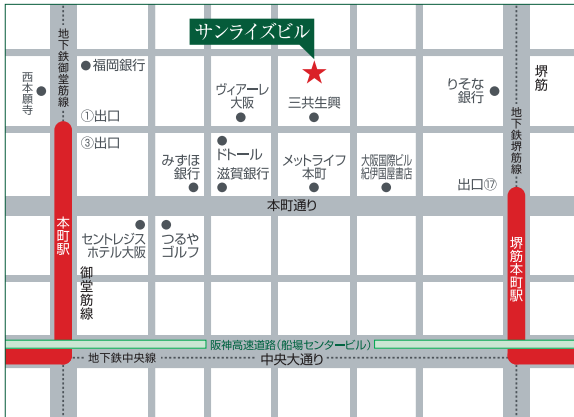 サンライズビル
地下鉄御堂筋線
西本願寺
福岡銀行
①出口
③出口
ヴィアーレ
大阪
三共生興
りそな
銀行
堺筋
地下鉄堺筋線
みずほ
銀行
ドトール
滋賀銀行
メットライフ
本町
大阪国際ビル
紀伊国屋書店
出口⑰
本町通り
本町駅
セントレジス
ホテル大阪
つるや
ゴルフ
御堂筋線
堺筋本町駅
阪神高速道路(船場センタービル)
地下鉄中央線
中央大通り